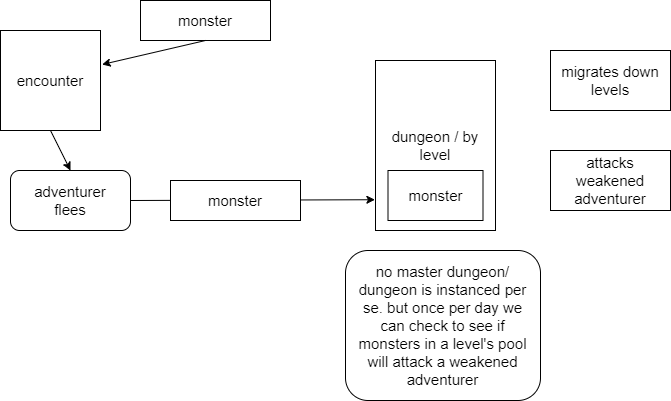 monster
encounter
adventurer
flees
monster
dungeon / by
level
monster
migrates down
levels
attacks
weakened
adventurer
no master dungeon/
dungeon is instanced per
se. but once per day we
can check to see if
monsters in a level's pool
will attack a weakened
adventurer